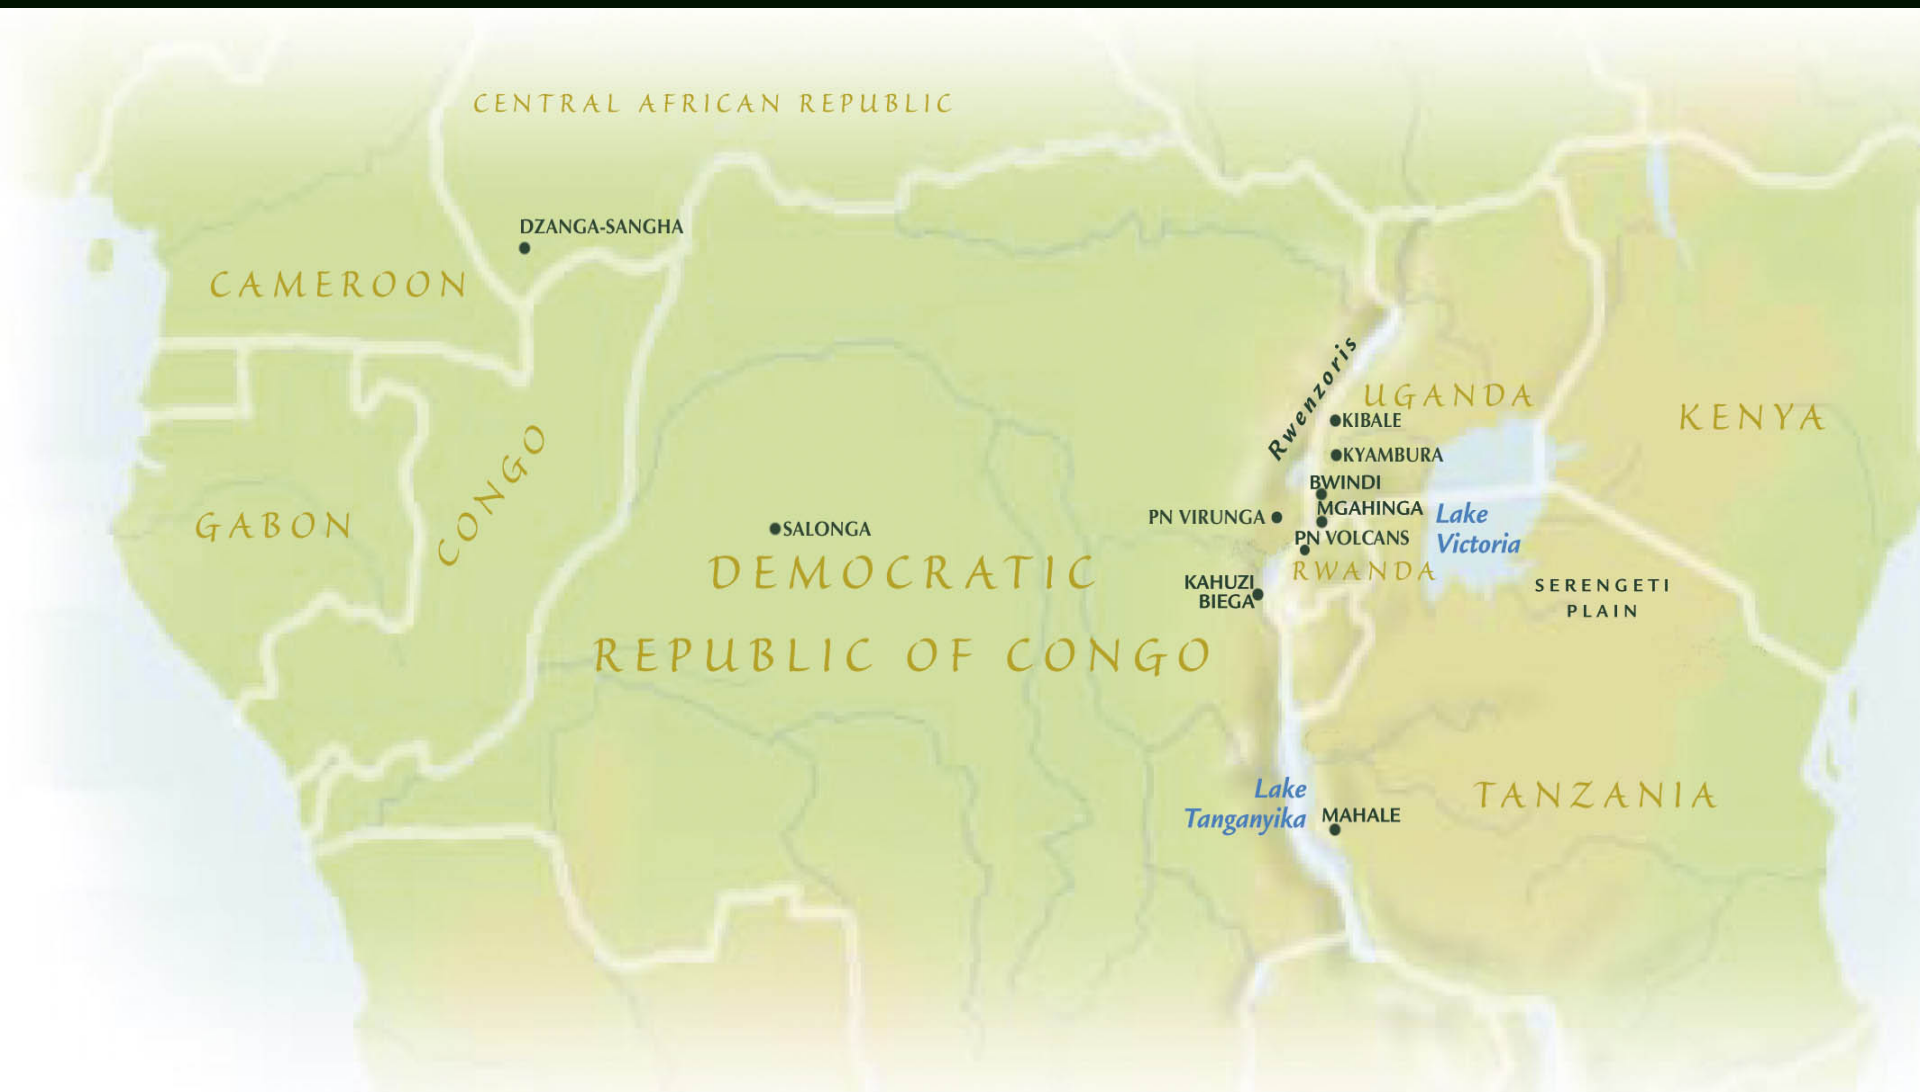 CENTRAL AFRICAN REPUBLIC
DZANGA-SANGHA
CAMEROON
Rwenzoris
UGANDA
KENYA
KIBALE
CONGO
KYAMBURA
BWINDI
MGAHINGA
PN VIRUNGA
Lake
Victoria
GABON
SALONGA
PN VOLCANS
DEMOCRATIC
RWANDA
KAHUZI
BIEGA
SERENGETI
PLAIN
REPUBLIC OF CONGO
Lake
Tanganyika
MAHALE
TANZANIA